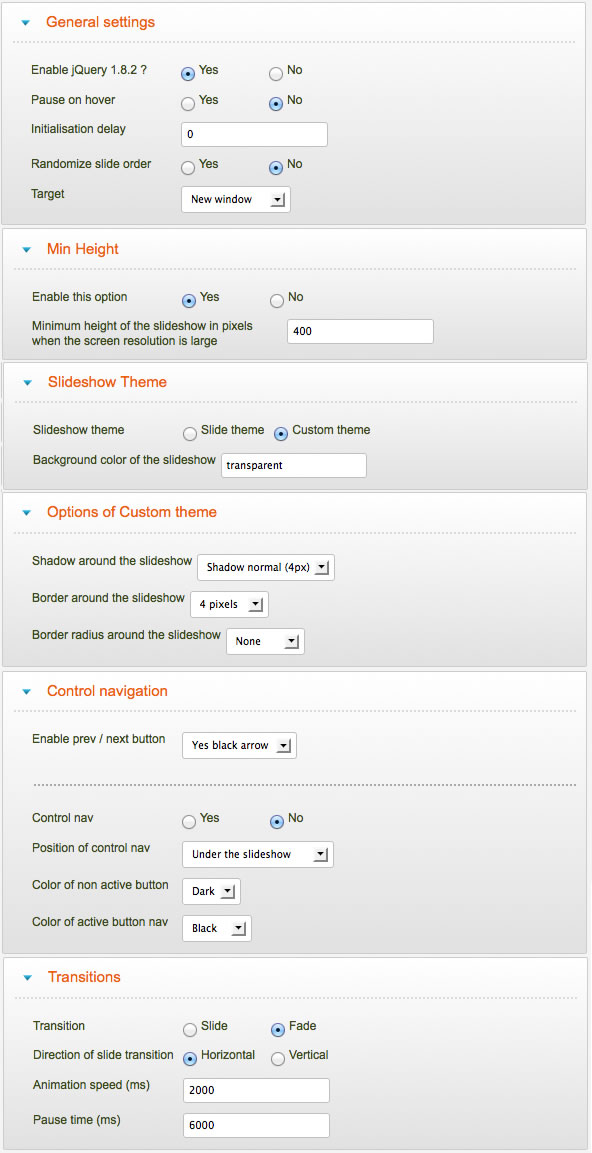 General settings
Enable jQuery 1.8.2 ? Yes No
Pause on hover Yes No
Initialisation delay 0
Randomize slide order Yes No
Target New window
Min Height
Enable this option Yes No
Minimum height of the slideshow in pixels
when the screen resolution is large 400
Slideshow Theme
Slideshow theme Slide theme Custom theme
Background color of the slideshow transparent
Options of Custom theme
Shadow around the slideshow Shadow normal (4px)
Border around the slideshow 4 pixels
Border radius around the slideshow None
Control navigation
Enable prev / next button Yes black arrow
Control nav Yes No
Position of control nav Under the slideshow
Color of non active button Dark
Color of active button nav Black
Transitions
Transition Slide Fade
Direction of slide transition Horizontal Vertical
Animation speed (ms) 2000
Pause time (ms) 6000